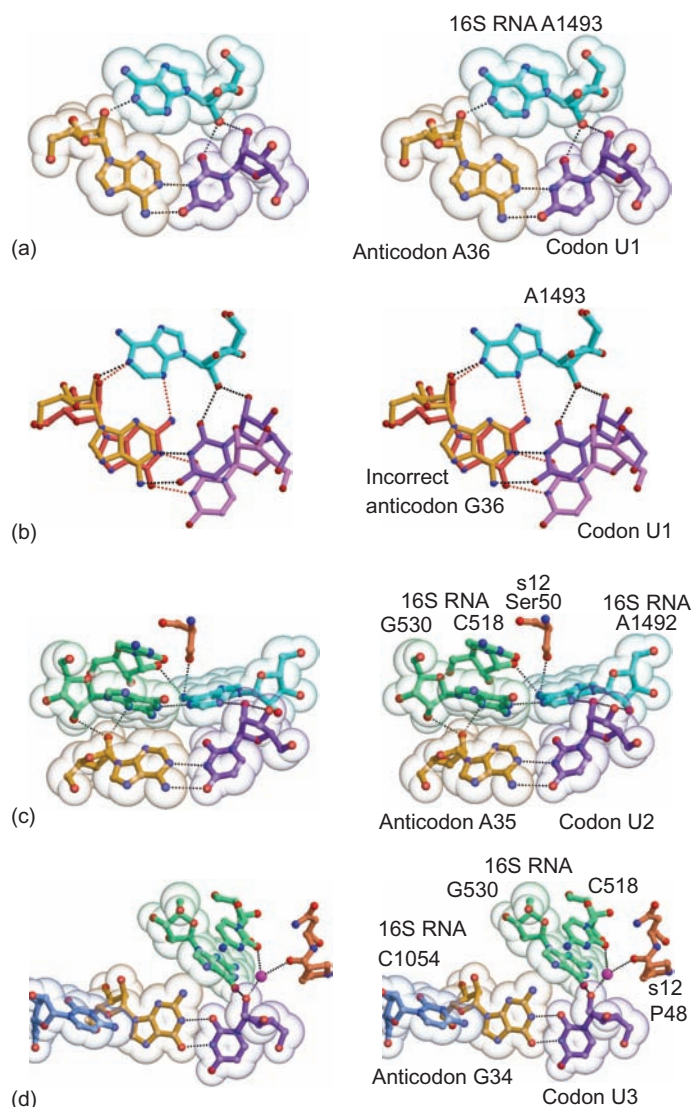 16S RNA A1493
Anticodon A36
Codon U1
(a)
A1493
Incorrect
anticodon G36
Codon U1
(b)
s12
16S RNA
Ser50
16S RNA
G530
C518
A1492
Anticodon A35
Codon U2
(c)
16S RNA
G530
C518
16S RNA
C1054
s12
P48
Anticodon G34
Codon U3
(d)